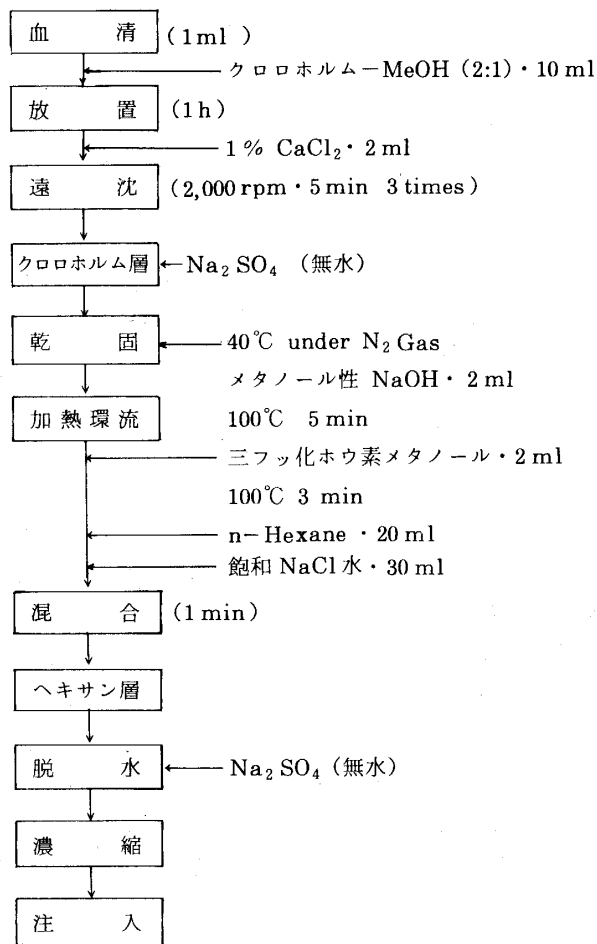 血清 (1ml)
クロロホルム－MeOH (2:1)・10 ml
放置 (1h)
1% CaCl₂・2 ml
遠沈 (2,000 rpm・5 min 3 times)
クロロホルム層 Na₂SO₄ (無水)
乾固 40℃ under N₂ Gas
メタノール性 NaOH・2 ml
加熱環流 100℃ 5 min
三フッ化ホウ素メタノール・2 ml
100℃ 3 min
n-Hexane・20 ml
飽和 NaCl 水・30 ml
混合 (1 min)
ヘキサン層
脱水 Na₂SO₄ (無水)
濃縮
注入